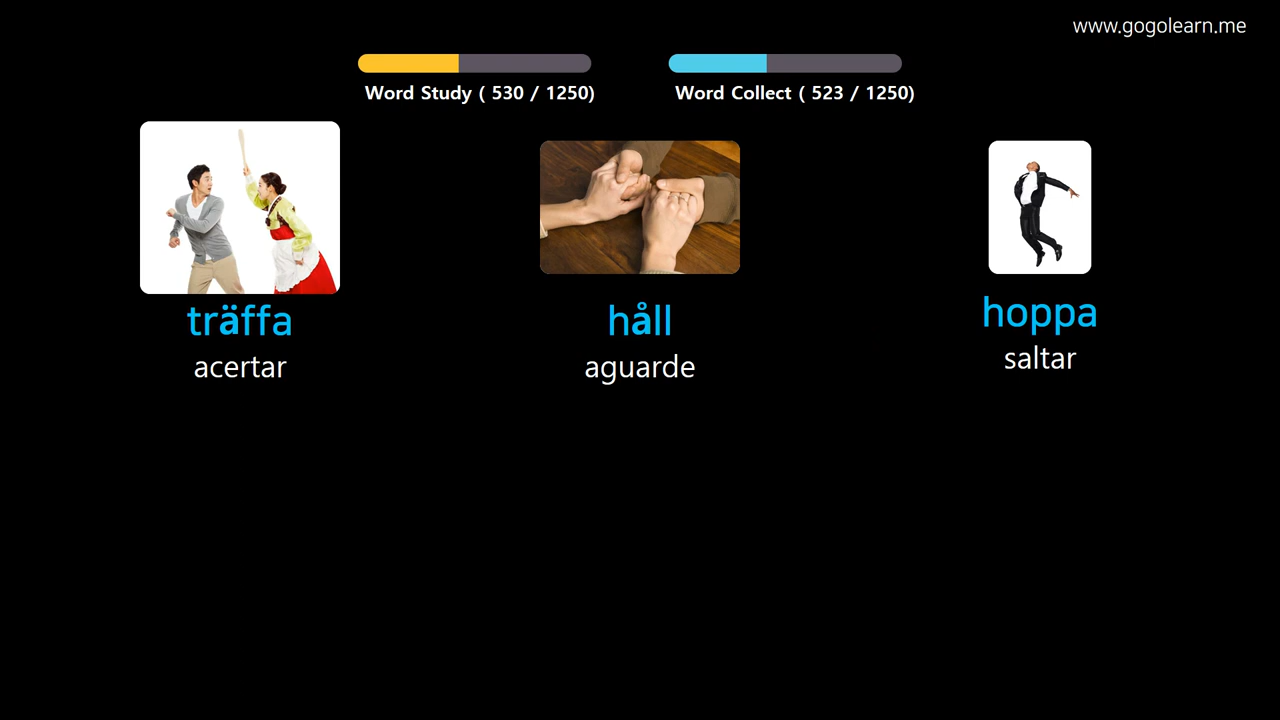 www.gogolearn.me
Word Study ( 530 / 1250)
Word Collect ( 523 / 1250)
träffa
håll
hoppa
acertar
aguarde
saltar